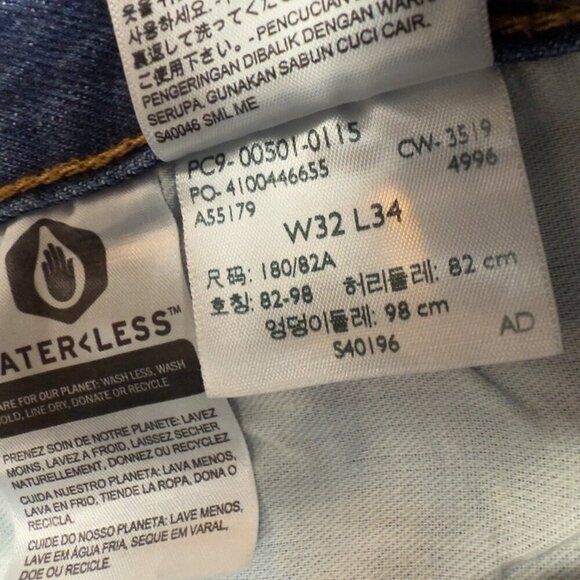 사용하세요.
裏返して洗ってく
ご使用下さい。 -PENCUCIAN
PENGERINGAN DIBALIK DENGAN WARN
SERUPA. GUNAKAN SABUN CUCI CAIR.
S40046 SML ME
PC9- 00501-0115 CW- 3519
PO- 4100446655 4996
A55179
W32 L34
尺码: 180/82A
호칭: 82-98 허리둘레: 82 cm
엉덩이둘레: 98 cm
S40196 AD
ATER<LESS™
ARE FOR OUR PLANET: WASH LESS, WASH
OLD, LINE DRY, DONATE OR RECYCLE.
PRENEZ SOIN DE NOTRE PLANETE: LAVEZ
MOINS, LAVEZ A FROID, LAISSEZ SECHER
NATURELLEMENT, DONNEZ OU RECYCLEZ
CUIDA NUESTRO PLANETA: LAVA MENOS,
LAVA EN FRIO, TIENDE LA ROPA, DONA O
RECICLA.
CUIDE DO NOSSO PLANETA: LAVE MENOS,
LAVE EM ÁGUA FRIA, SEQUE EM VARAL,
DOE OU RECICLE.